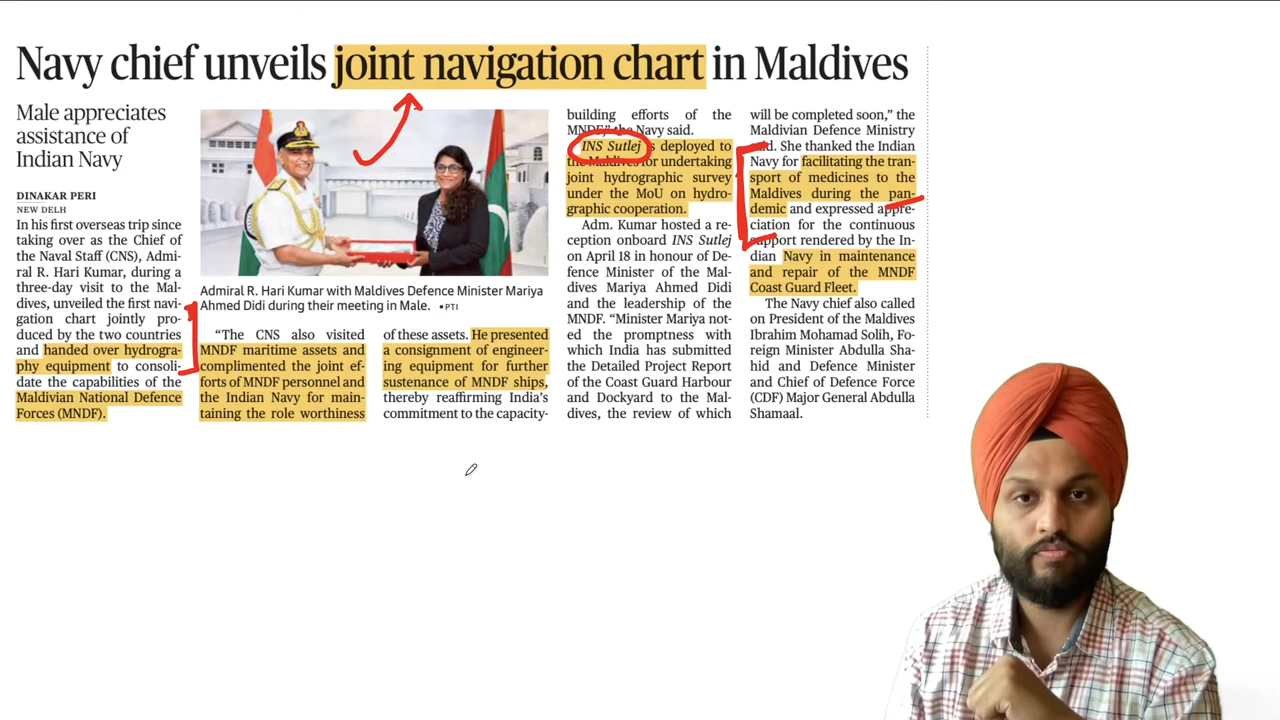 Navy chief unveils joint navigation chart in Maldives
Male appreciates
assistance of
Indian Navy
DINAKAR PERI
NEW DELH
In his first overseas trip since
taking over as the Chief of
the Naval Staff (CNS), Admi-
ral R. Hari Kumar, during a
three-day visit to the Mal-
dives, unveiled the first navi-
gation chart jointly pro-
duced by the two countries
and handed over hydrogra-
phy equipment to consoli-
date the capabilities of the
Maldivian National Defence
Forces (MNDF).
Admiral R. Hari Kumar with Maldives Defence Minister Mariya
Ahmed Didi during their meeting in Male. ▪PTI
“The CNS also visited
MNDF maritime assets and
complimented the joint ef-
forts of MNDF personnel and
the Indian Navy for main-
taining the role worthiness
of these assets. He presented
a consignment of engineer-
ing equipment for further
sustenance of MNDF ships,
thereby reaffirming India’s
commitment to the capacity-
building efforts of the
MNDF,” the Navy said.
INS Sutlej is deployed to
the Maldives for undertaking
joint hydrographic survey
under the MoU on hydro-
graphic cooperation.
Adm. Kumar hosted a re-
ception onboard INS Sutlej
on April 18 in honour of De-
fence Minister of the Mal-
dives Mariya Ahmed Didi
and the leadership of the
MNDF. “Minister Mariya not-
ed the promptness with
which India has submitted
the Detailed Project Report
of the Coast Guard Harbour
and Dockyard to the Mal-
dives, the review of which
will be completed soon,” the
Maldivian Defence Ministry
said. She thanked the Indian
Navy for facilitating the tran-
sport of medicines to the
Maldives during the pan-
demic and expressed appre-
ciation for the continuous
support rendered by the In-
dian Navy in maintenance
and repair of the MNDF
Coast Guard Fleet.
The Navy chief also called
on President of the Maldives
Ibrahim Mohamad Solih, Fo-
reign Minister Abdulla Sha-
hid and Defence Minister
and Chief of Defence Force
(CDF) Major General Abdulla
Shamaal.